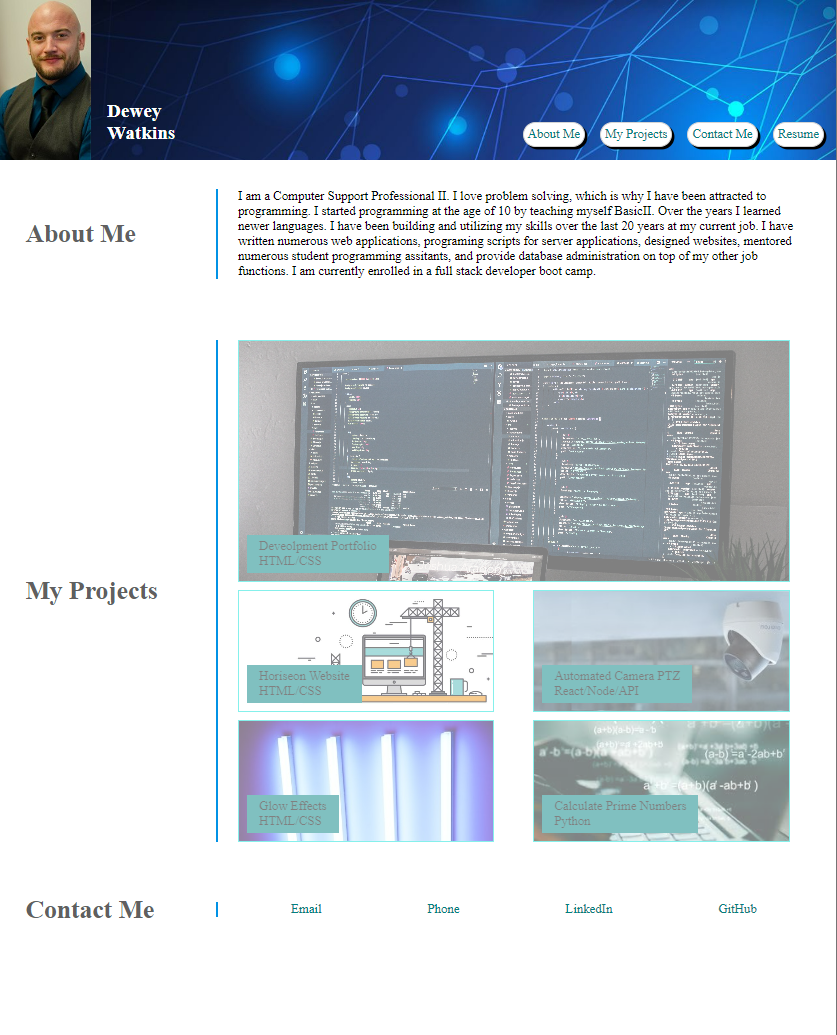 Dewey
Watkins
About Me
My Projects
Contact Me
Resume
About Me
I am a Computer Support Professional II. I love problem solving, which is why I have been attracted to
programming. I started programming at the age of 10 by teaching myself BasicII. Over the years I learned
newer languages. I have been building and utilizing my skills over the last 20 years at my current job. I have
written numerous web applications, programing scripts for server applications, designed websites, mentored
numerous student programming assitants, and provide database administration on top of my other job
functions. I am currently enrolled in a full stack developer boot camp.
My Projects
Deveolpment Portfolio
HTML/CSS
Horiseon Website
HTML/CSS
Automated Camera PTZ
React/Node/API
Glow Effects
HTML/CSS
Calculate Prime Numbers
Python
Contact Me
Email
Phone
LinkedIn
GitHub